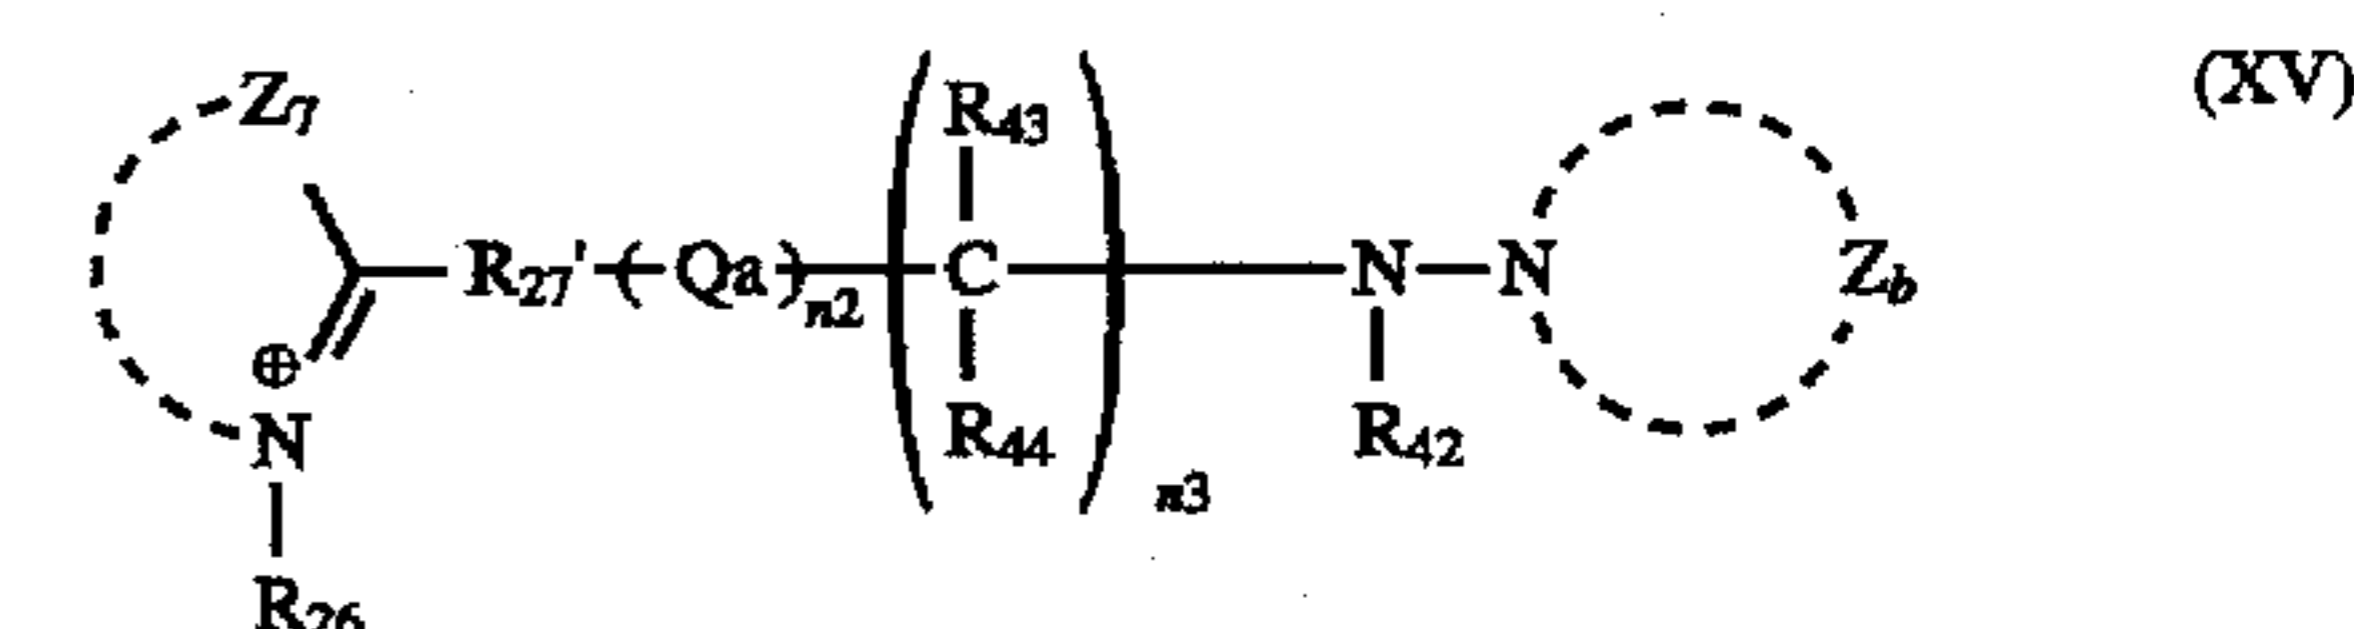 (XV)
Z7
R43
R27'-(Qa)n2 C N-N Zb
⊕
N R44 R42
n3
R26